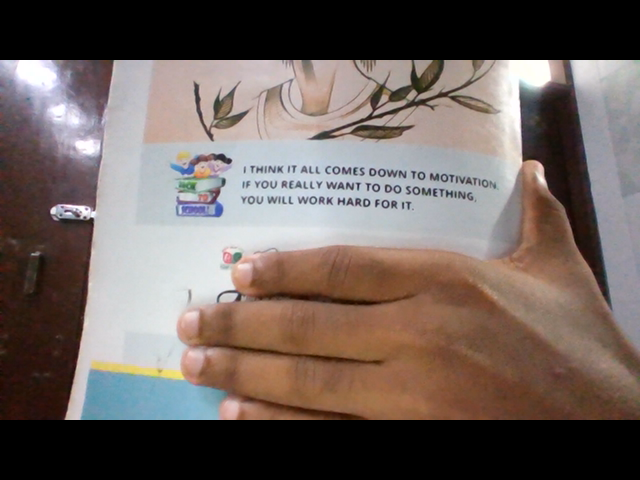 I THINK IT ALL COMES DOWN TO MOTIVATION.
IF YOU REALLY WANT TO DO SOMETHING,
YOU WILL WORK HARD FOR IT.